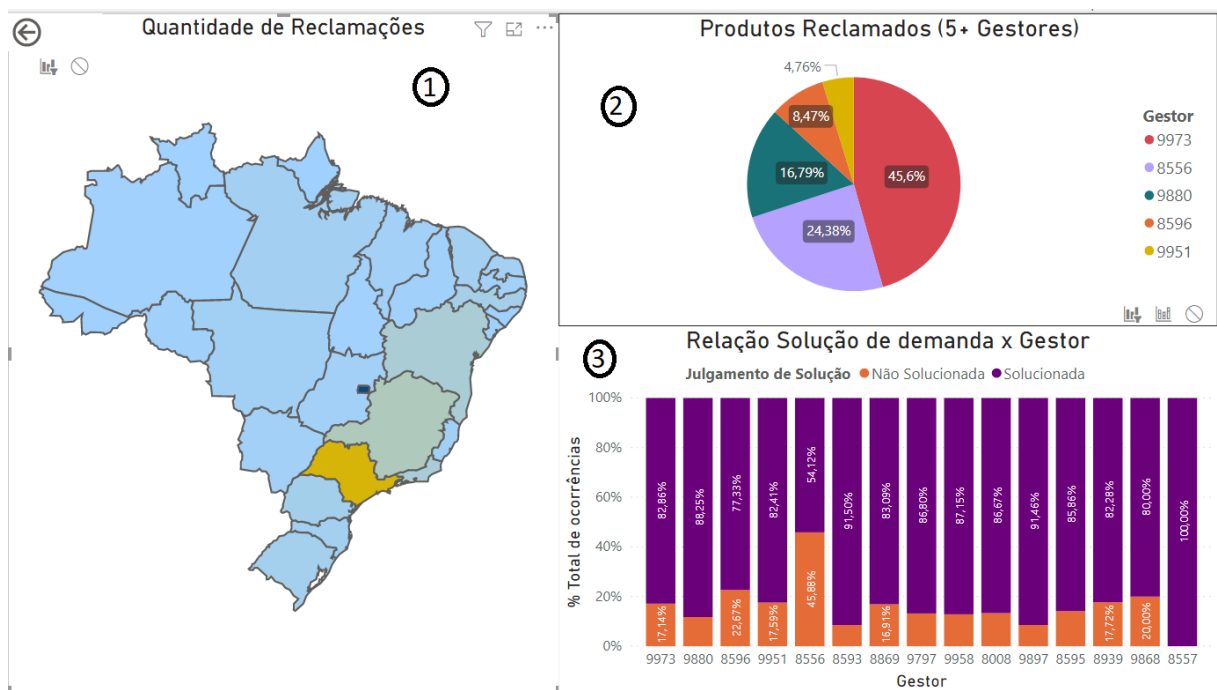 Quantidade de Reclamações
1
Produtos Reclamados (5+ Gestores)
2
4,76%
8,47%
16,79%
45,6%
24,38%
Gestor
9973
8556
9880
8596
9951
3
Relação Solução de demanda x Gestor
Julgamento de Solução Não Solucionada Solucionada
% Total de ocorrências
100%
80%
60%
40%
20%
0%
82,86% 88,25% 77,33% 82,41% 54,12% 91,50% 83,09% 86,80% 87,15% 86,67% 91,46% 85,86% 82,28% 80,00% 100,00%
17,14% 22,67% 17,59% 45,88% 16,91% 17,72% 20,00%
9973 9880 8596 9951 8556 8593 8869 9797 9958 8008 9897 8595 8939 9868 8557
Gestor